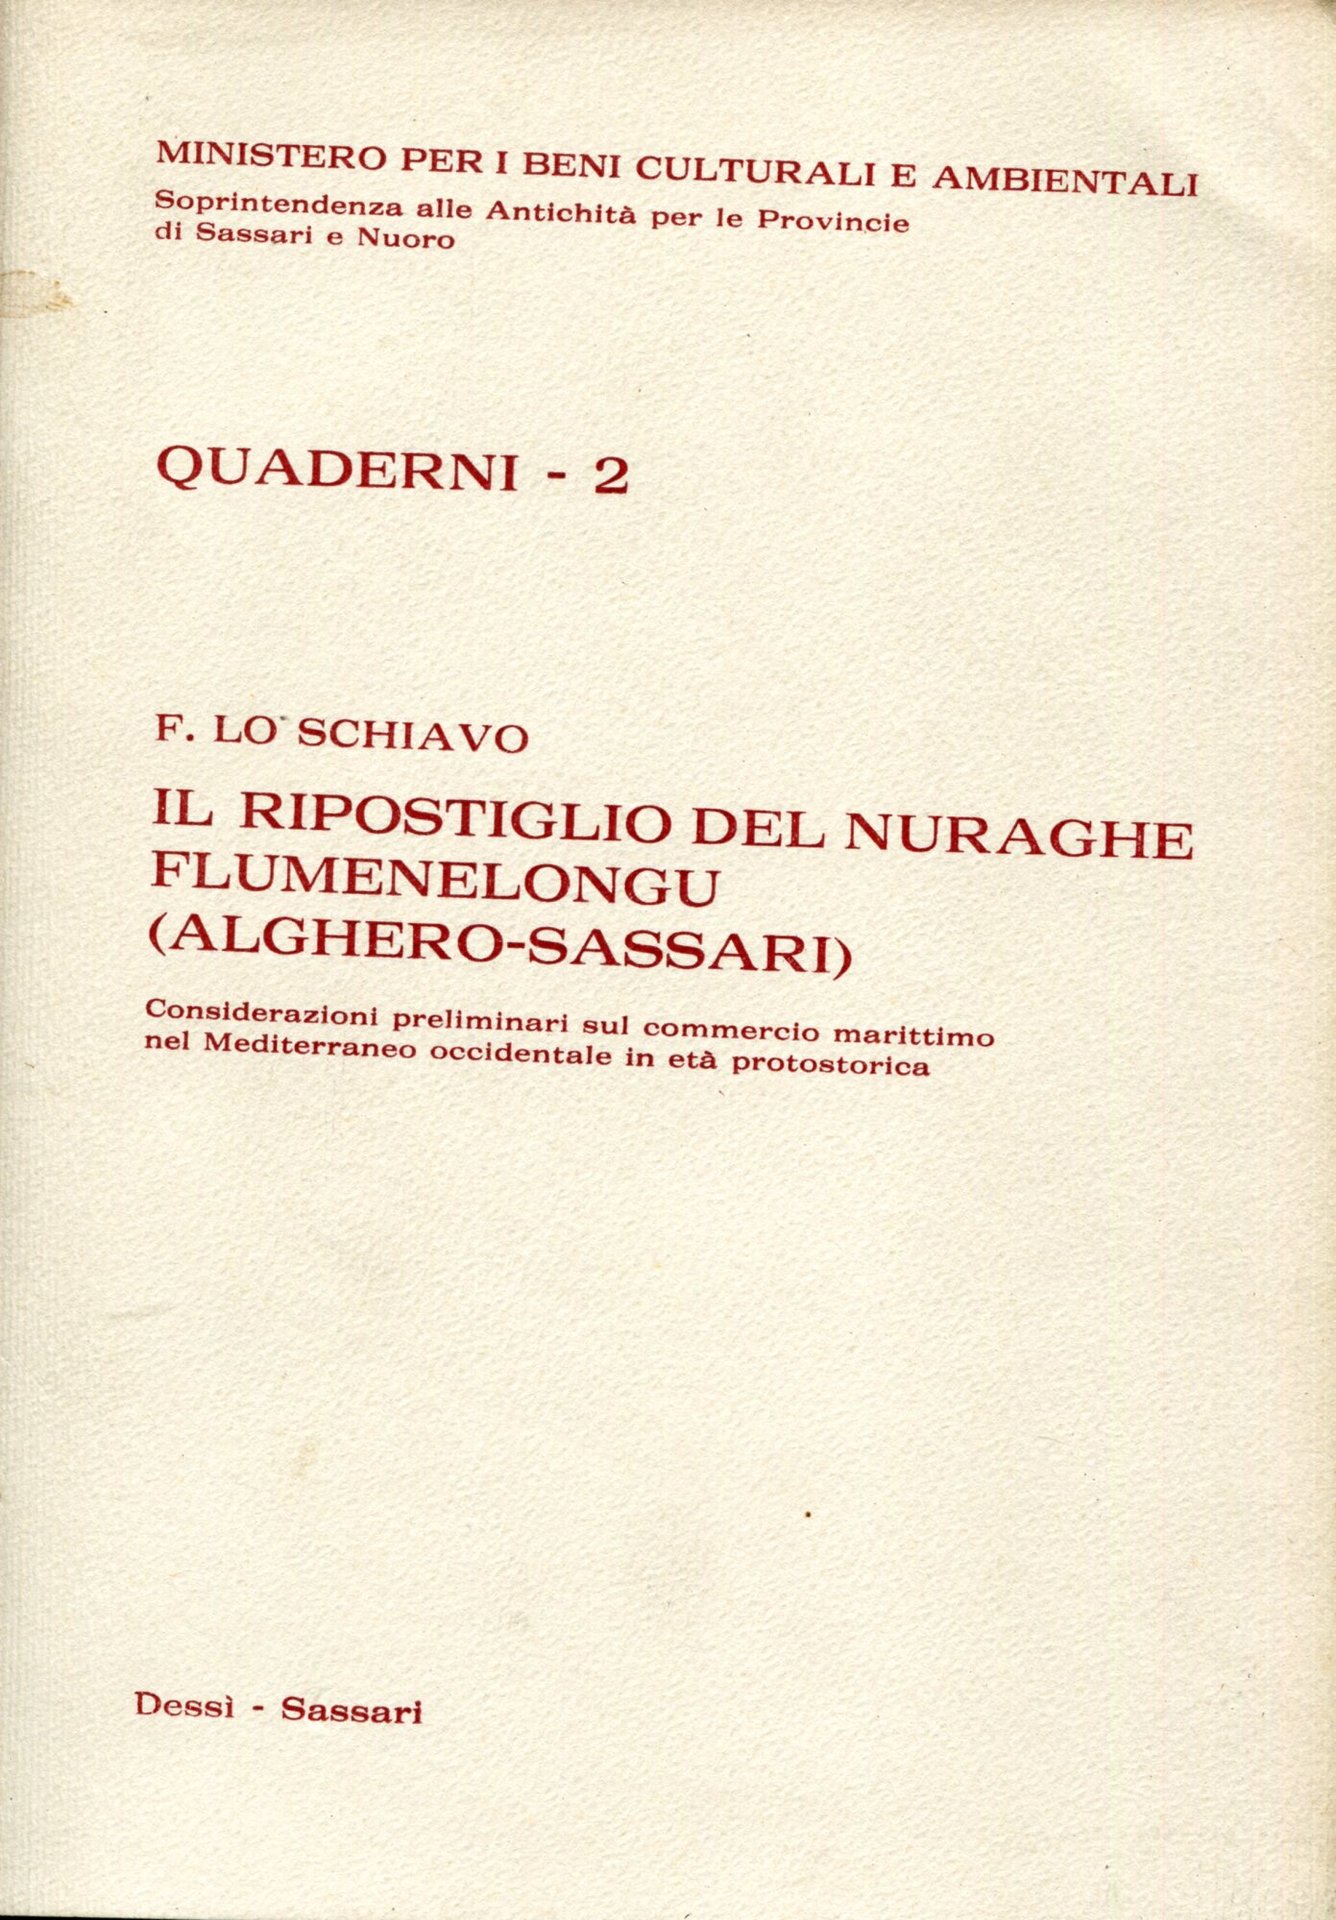 MINISTERO PER I BENI CULTURALI E AMBIENTALI
Soprintendenza alle Antichità per le Provincie
di Sassari e Nuoro
QUADERNI - 2
F. LO SCHIAVO
IL RIPOSTIGLIO DEL NURAGHE
FLUMENELONGU
(ALGHERO-SASSARI)
Considerazioni preliminari sul commercio marittimo
nel Mediterraneo occidentale in età protostorica
Dessì - Sassari